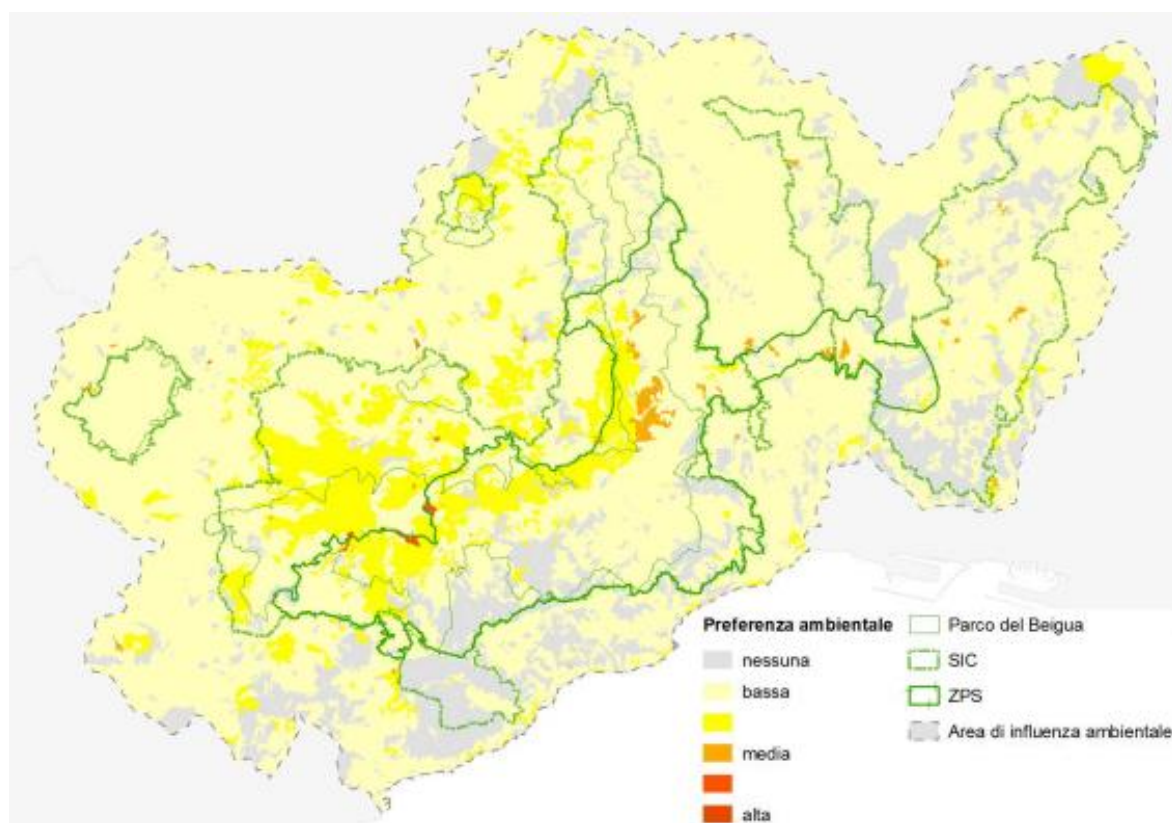 Preferenza ambientale
nessuna
bassa
media
alta
Parco del Beigua
SIC
ZPS
Area di influenza ambientale